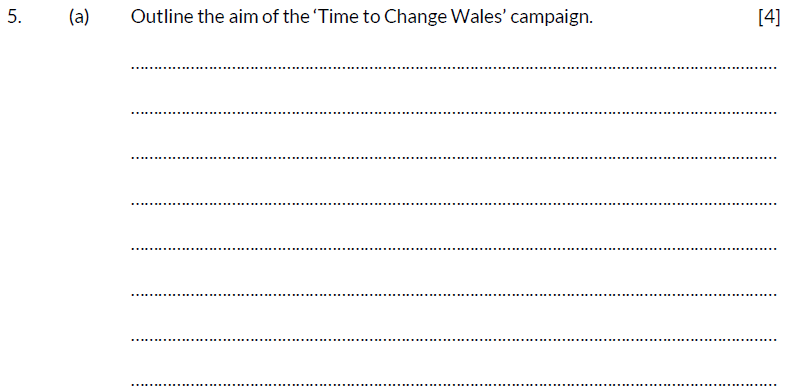 5. (a) Outline the aim of the ‘Time to Change Wales’ campaign. [4]